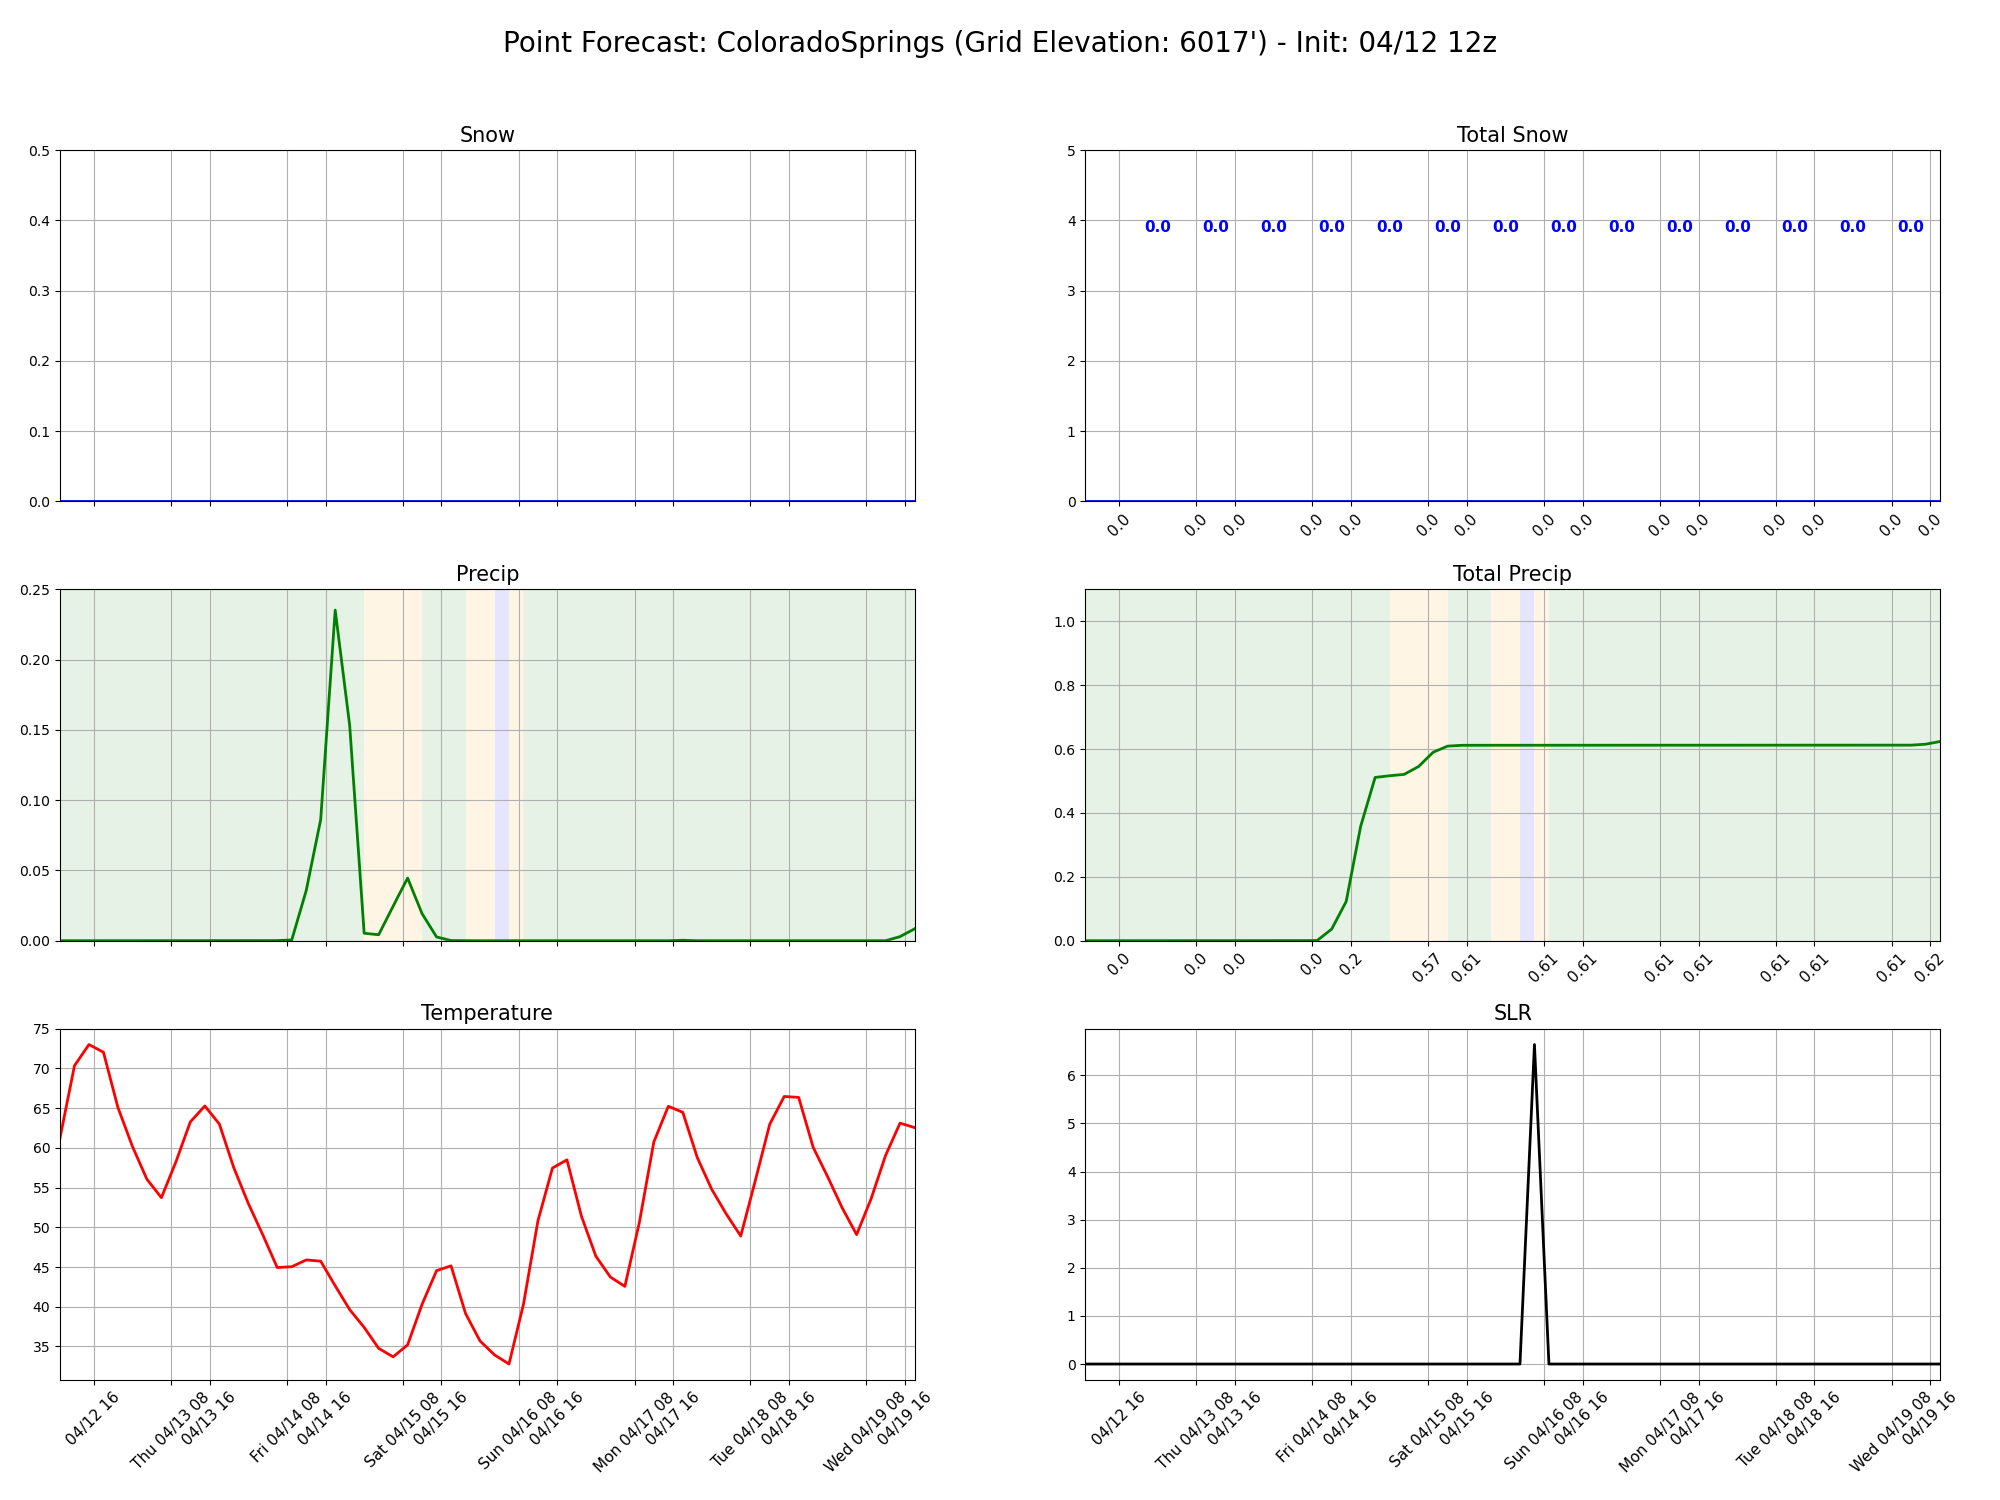 Point Forecast: ColoradoSprings (Grid Elevation: 6017') - Init: 04/12 12z
Snow
0.5
0.4
0.3
0.2
0.1
0.0
Total Snow
5
4
3
2
1
0
0.0 0.0 0.0 0.0 0.0 0.0 0.0 0.0 0.0 0.0 0.0 0.0 0.0 0.0
0.0 0.0 0.0 0.0 0.0 0.0 0.0 0.0 0.0 0.0 0.0 0.0 0.0 0.0 0.0
Precip
0.25
0.20
0.15
0.10
0.05
0.00
Total Precip
1.0
0.8
0.6
0.4
0.2
0.0
0.0 0.0 0.0 0.0 0.2 0.57 0.61 0.61 0.61 0.61 0.61 0.61 0.61 0.61 0.62
Temperature
75
70
65
60
55
50
45
40
35
04/12 16
Thu 04/13 08
04/13 16
Fri 04/14 08
04/14 16
Sat 04/15 08
04/15 16
Sun 04/16 08
04/16 16
Mon 04/17 08
04/17 16
Tue 04/18 08
04/18 16
Wed 04/19 08
04/19 16
SLR
6
5
4
3
2
1
0
04/12 16
Thu 04/13 08
04/13 16
Fri 04/14 08
04/14 16
Sat 04/15 08
04/15 16
Sun 04/16 08
04/16 16
Mon 04/17 08
04/17 16
Tue 04/18 08
04/18 16
Wed 04/19 08
04/19 16